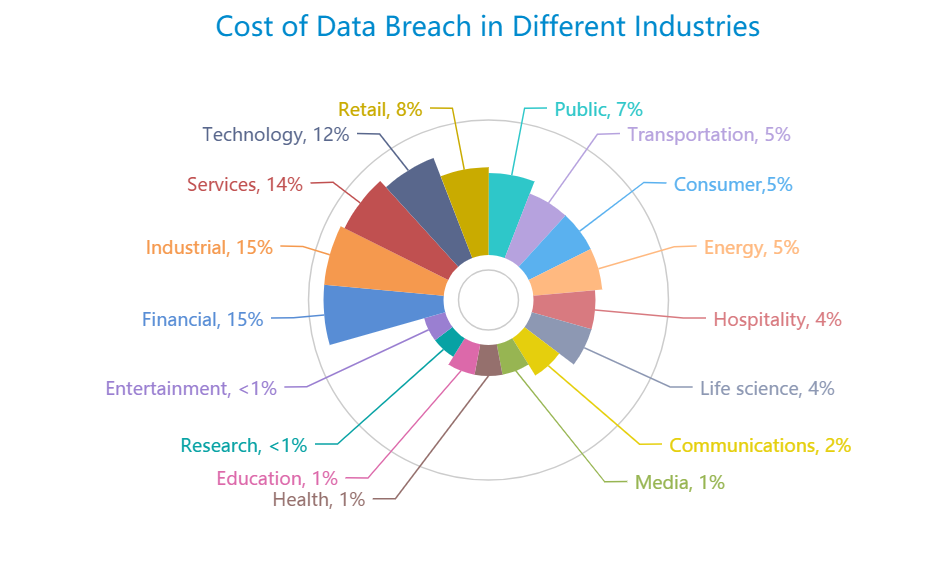 Cost of Data Breach in Different Industries
Retail, 8%
Public, 7%
Technology, 12%
Transportation, 5%
Services, 14%
Consumer,5%
Industrial, 15%
Energy, 5%
Financial, 15%
Hospitality, 4%
Entertainment, <1%
Life science, 4%
Research, <1%
Communications, 2%
Education, 1%
Media, 1%
Health, 1%